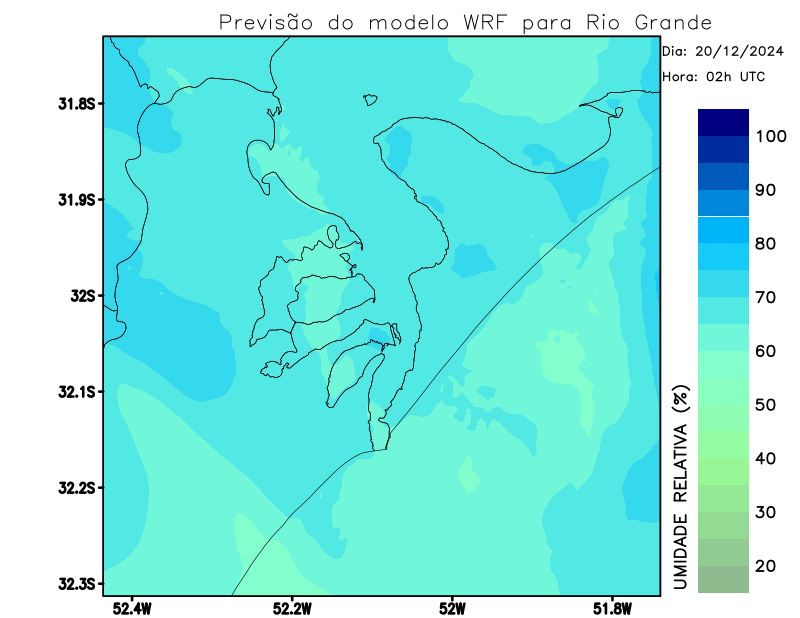 Previsão do modelo WRF para Rio Grande
Dia: 20/12/2024
Hora: 02h UTC
31.8S
31.9S
32S
32.1S
32.2S
32.3S
52.4W
52.2W
52W
51.8W
100
90
80
70
60
50
40
30
20
UMIDADE RELATIVA (%)